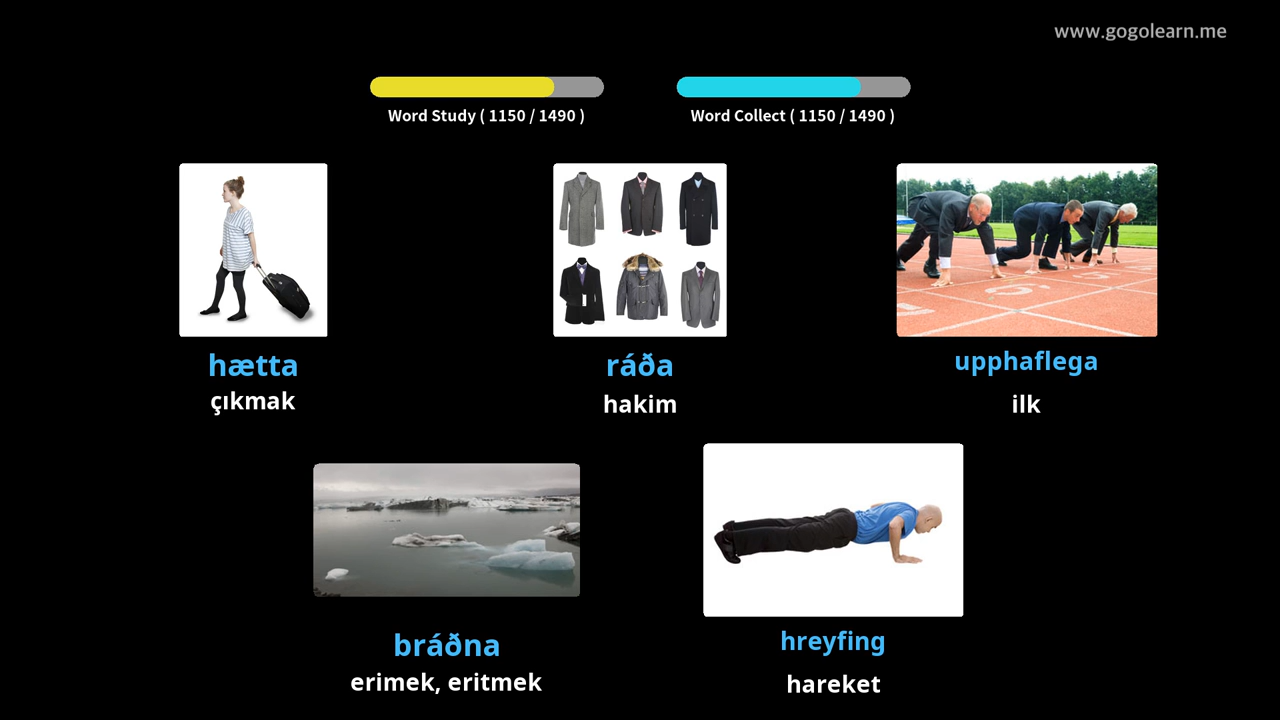 www.gogolearn.me
Word Study ( 1150 / 1490 )
Word Collect ( 1150 / 1490 )
hætta
çıkmak
ráða
hakim
upphaflega
ilk
bráðna
erimek, eritmek
hreyfing
hareket